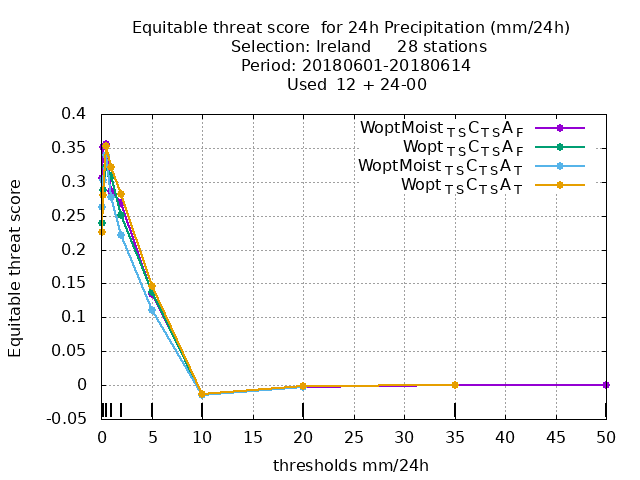 Equitable threat score for 24h Precipitation (mm/24h)
Selection: Ireland 28 stations
Period: 20180601-20180614
Used 12 + 24-00
WoptMoist TS C TS A F
Wopt TS C TS A F
WoptMoist TS C TS A T
Wopt TS C TS A T
Equitable threat score
0.4
0.35
0.3
0.25
0.2
0.15
0.1
0.05
0
-0.05
0 5 10 15 20 25 30 35 40 45 50
thresholds mm/24h